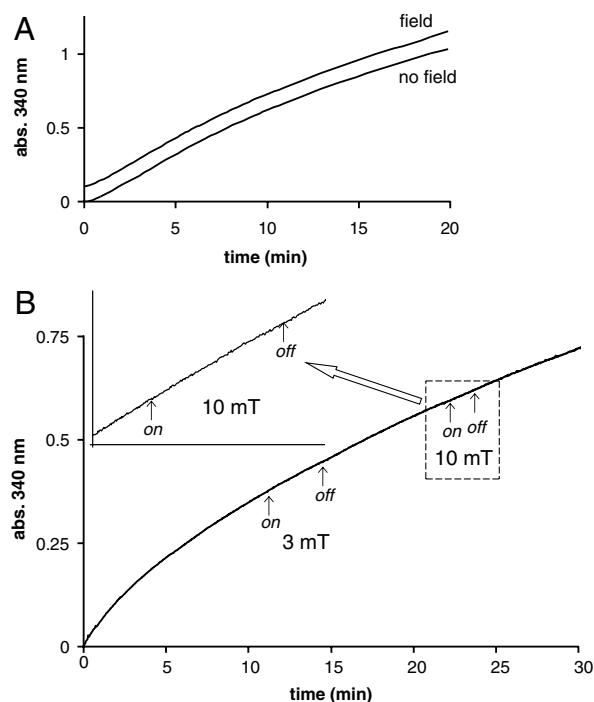 A
field
no field
abs. 340 nm
1
0.5
0
0 5 10 15 20
time (min)
B
0.75
0.5
0.25
0
abs. 340 nm
on
off
10 mT
on
off
10 mT
on
off
3 mT
0 5 10 15 20 25 30
time (min)